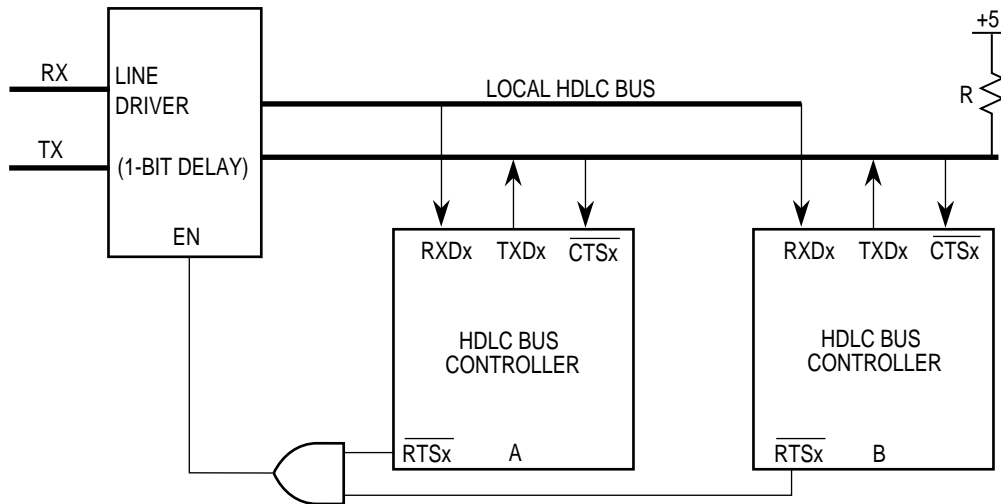 +5
RX
LINE
DRIVER
LOCAL HDLC BUS
R
TX
(1-BIT DELAY)
EN
RXDx TXDx CTSx
RXDx TXDx CTSx
HDLC BUS
CONTROLLER
HDLC BUS
CONTROLLER
RTSx A
RTSx B